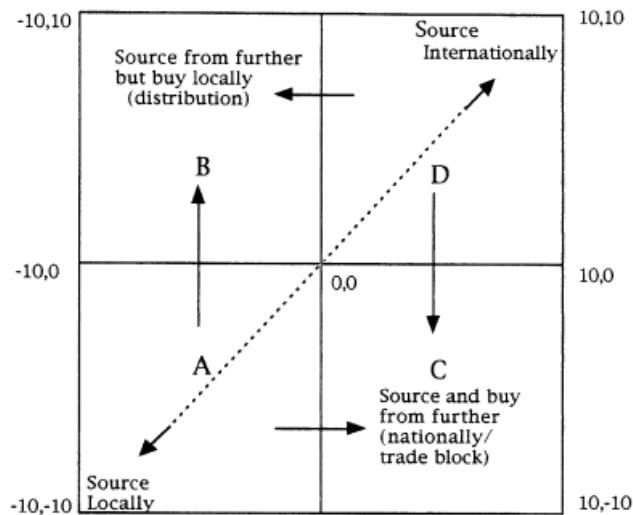 -10,10
10,10
Source
Internationally
Source from further
but buy locally
(distribution)
B
D
-10,0
0,0
10,0
A
C
Source and buy
from further
(nationally/
trade block)
Source
Locally
-10,-10
10,-10